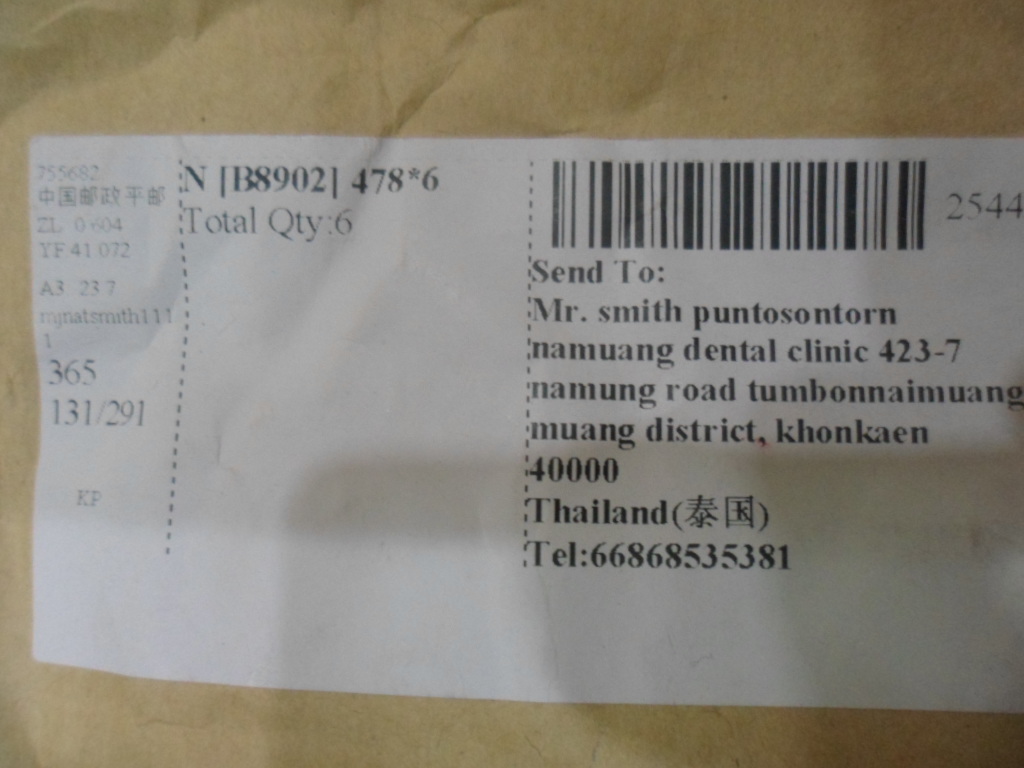 755682
中国邮政平邮
ZL 0.604
YF 41.072
A3 23 7
mjnatsmith111
1
365
131/291
KP
N [B8902] 478*6
Total Qty:6
2544
Send To:
Mr. smith puntosontorn
namuang dental clinic 423-7
namung road tumbonnaimuang
muang district, khonkaen
40000
Thailand(泰国)
Tel:66868535381